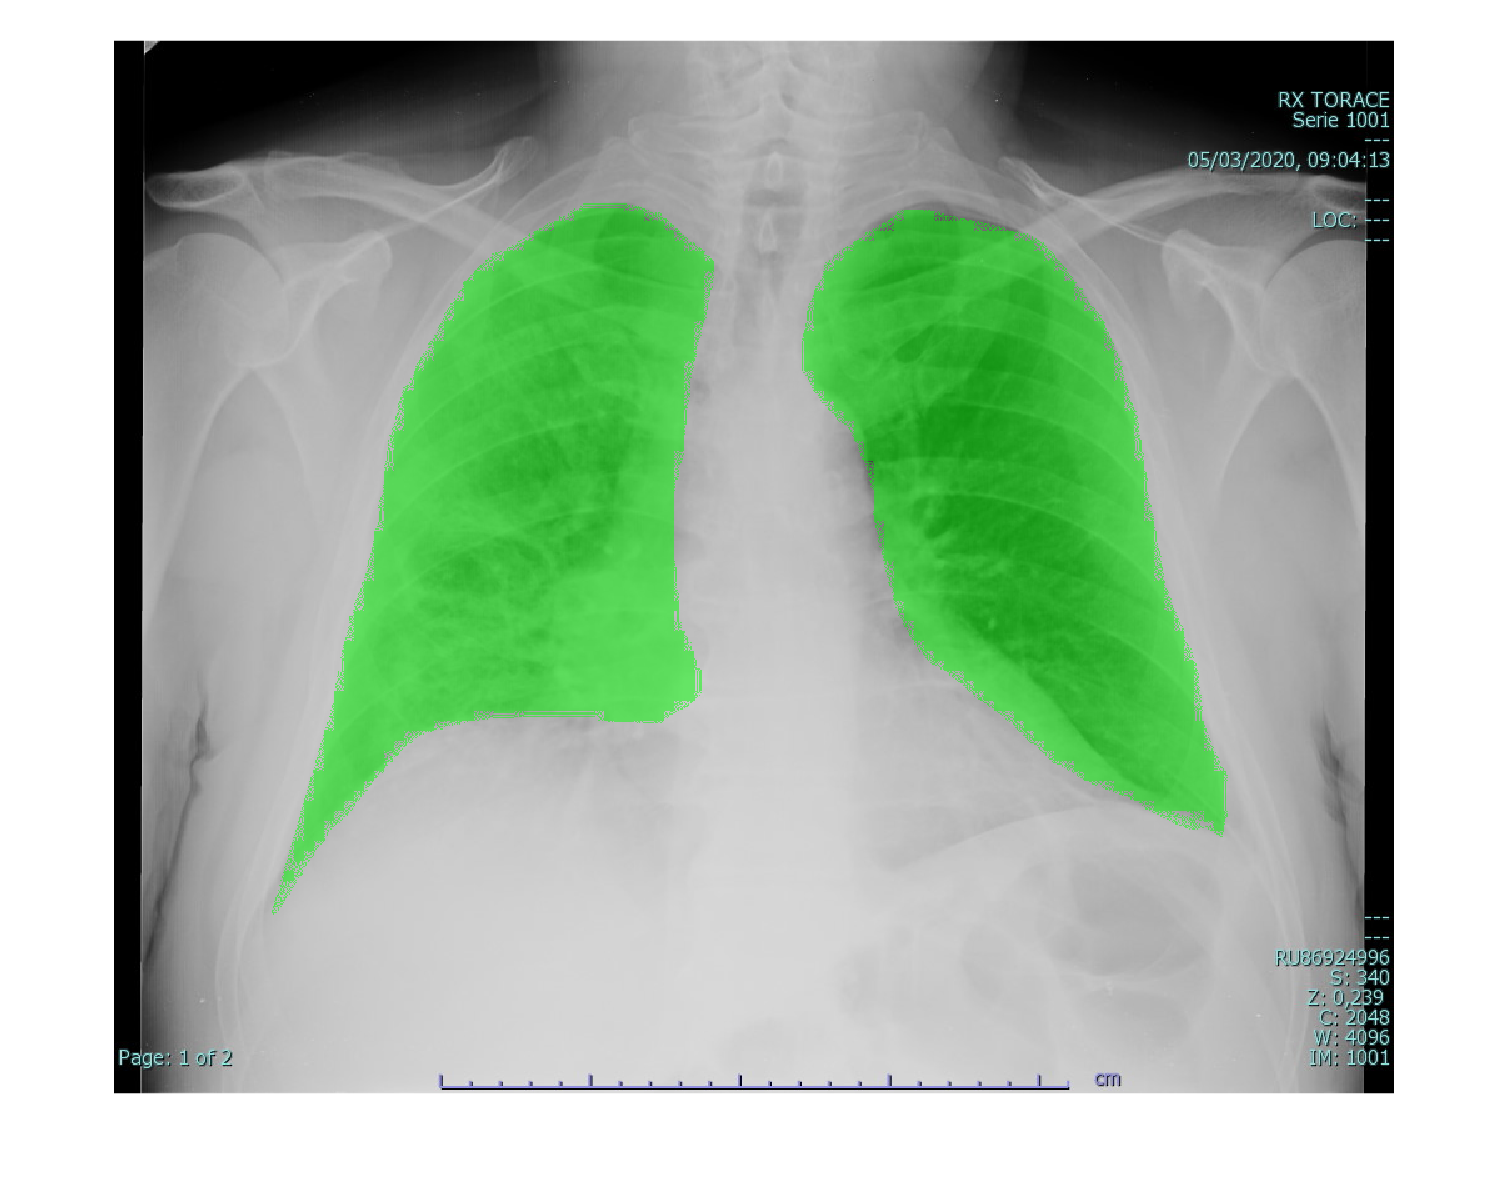 RX TORACE
Serie 1001
---
05/03/2020, 09:04:13
---
LOC: ---
---
---
---
RU86924996
S: 340
Z: 0,239
C: 2048
W: 4096
IM: 1001
Page: 1 of 2
cm